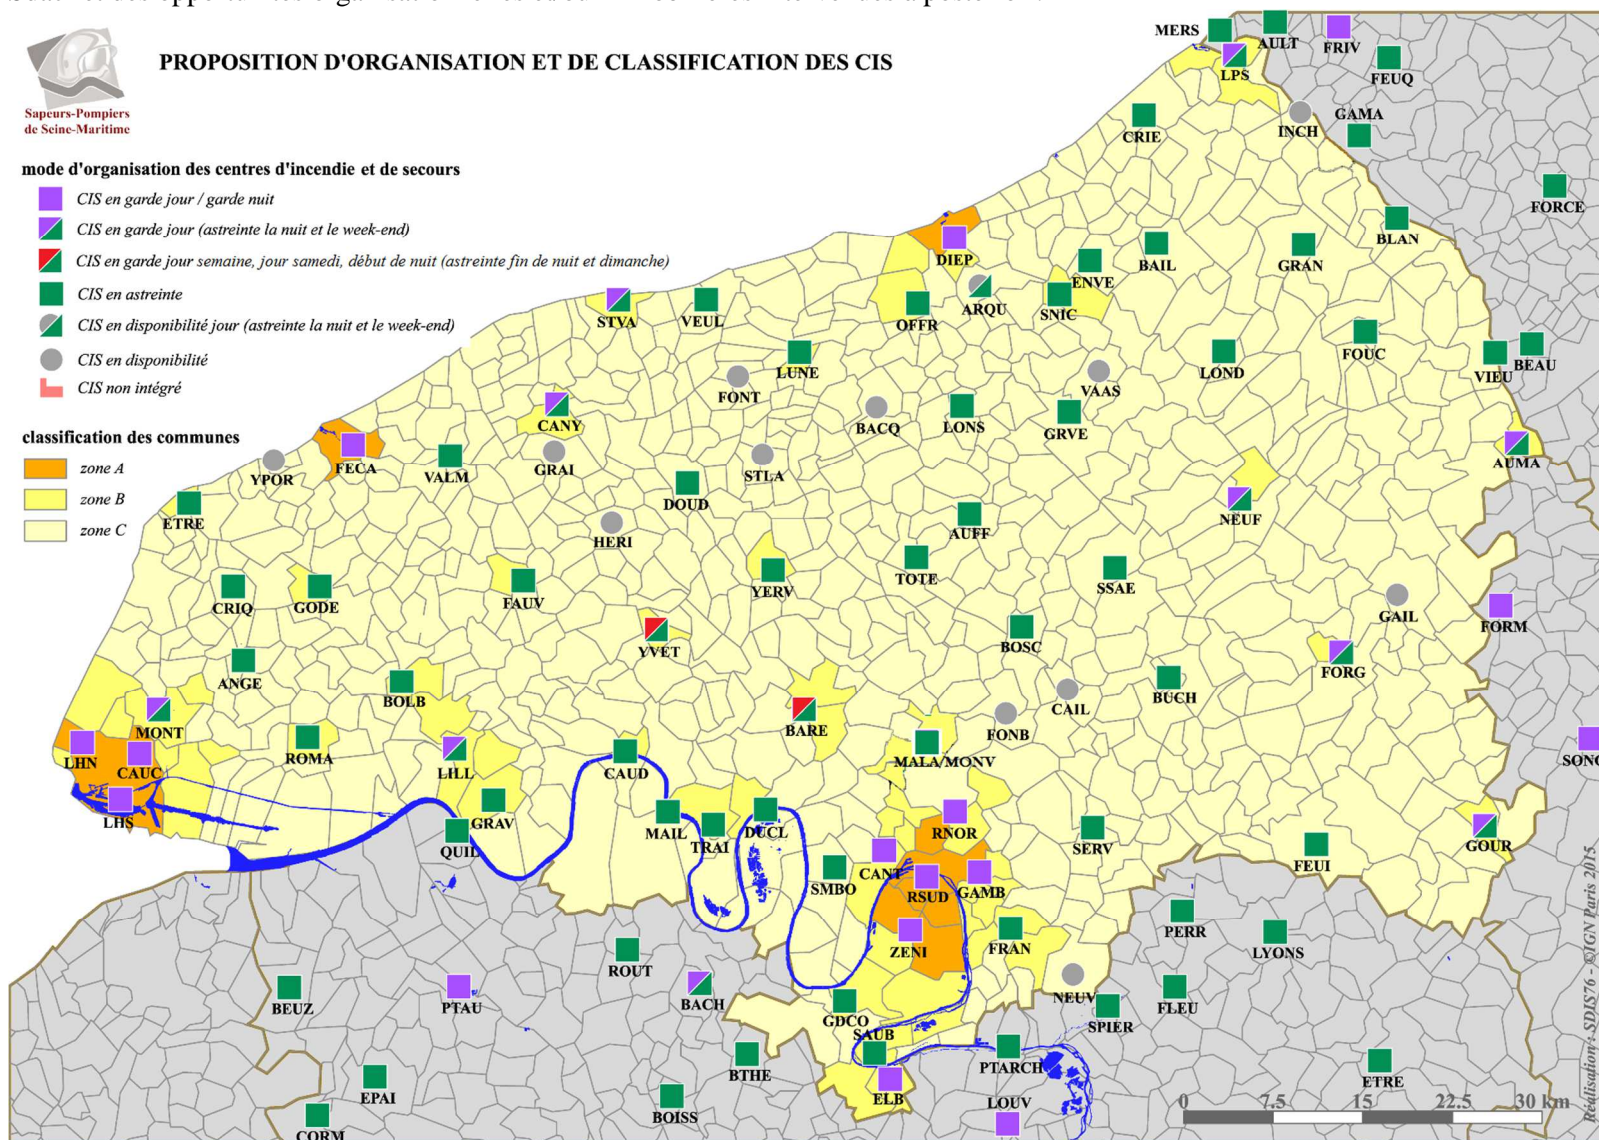 PROPOSITION D'ORGANISATION ET DE CLASSIFICATION DES CIS
Sapeurs-Pompiers
de Seine-Maritime
mode d'organisation des centres d'incendie et de secours
CIS en garde jour / garde nuit
CIS en garde jour (astreinte la nuit et le week-end)
CIS en garde jour semaine, jour samedi, début de nuit (astreinte fin de nuit et dimanche)
CIS en astreinte
CIS en disponibilité jour (astreinte la nuit et le week-end)
CIS en disponibilité
CIS non intégré
classification des communes
zone A
zone B
zone C
MERS
AULT
FRIV
LPS
FEUQ
CRIE
INCH
GAMA
FORCE
BLAN
DIEP
ENVE
BAIL
GRAN
STVA
VEUL
OFFR
ARQU
SNIC
LUNE
FONT
LOND
FOUC
VIEU
BEAU
VAAS
CANY
BACQ
LONS
GRVE
YPOR
FECA
VALM
GRAI
STLA
AUMA
DOUD
ETRE
NEUF
HERI
AUFF
CRIQ
GODE
FAUV
YERV
TOTE
SSAE
GAIL
FORM
YVET
BOSC
ANGE
BOLB
FORG
BUCH
CAIL
MONT
BARE
FONB
LHN
CAUC
ROMA
LILL
CAUD
MALA/MONV
LHS
GRAV
QUID
MAIL
TRAI
DUCL
RNOR
SERV
GOUR
FEUI
SMBO
CANT
RSUD
GAMB
ZENI
FRAN
PERR
LYONS
ROUT
BEUZ
PTAU
BACH
GDCO
NEUV
SPIER
FLEU
SAUB
BTHE
PTARCH
EPAI
BOISS
ELB
LOUV
ETRE
CORM
0 7.5 15 22.5 30 km
Réalisation : SDIS76 - ©IGN Paris 2015